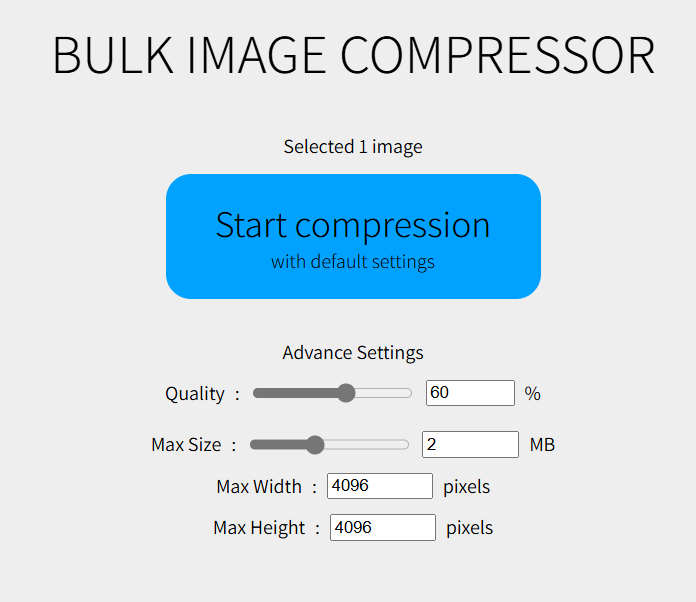 BULK IMAGE COMPRESSOR
Selected 1 image
Start compression
with default settings
Advance Settings
Quality : 60 %
Max Size : 2 MB
Max Width : 4096 pixels
Max Height : 4096 pixels